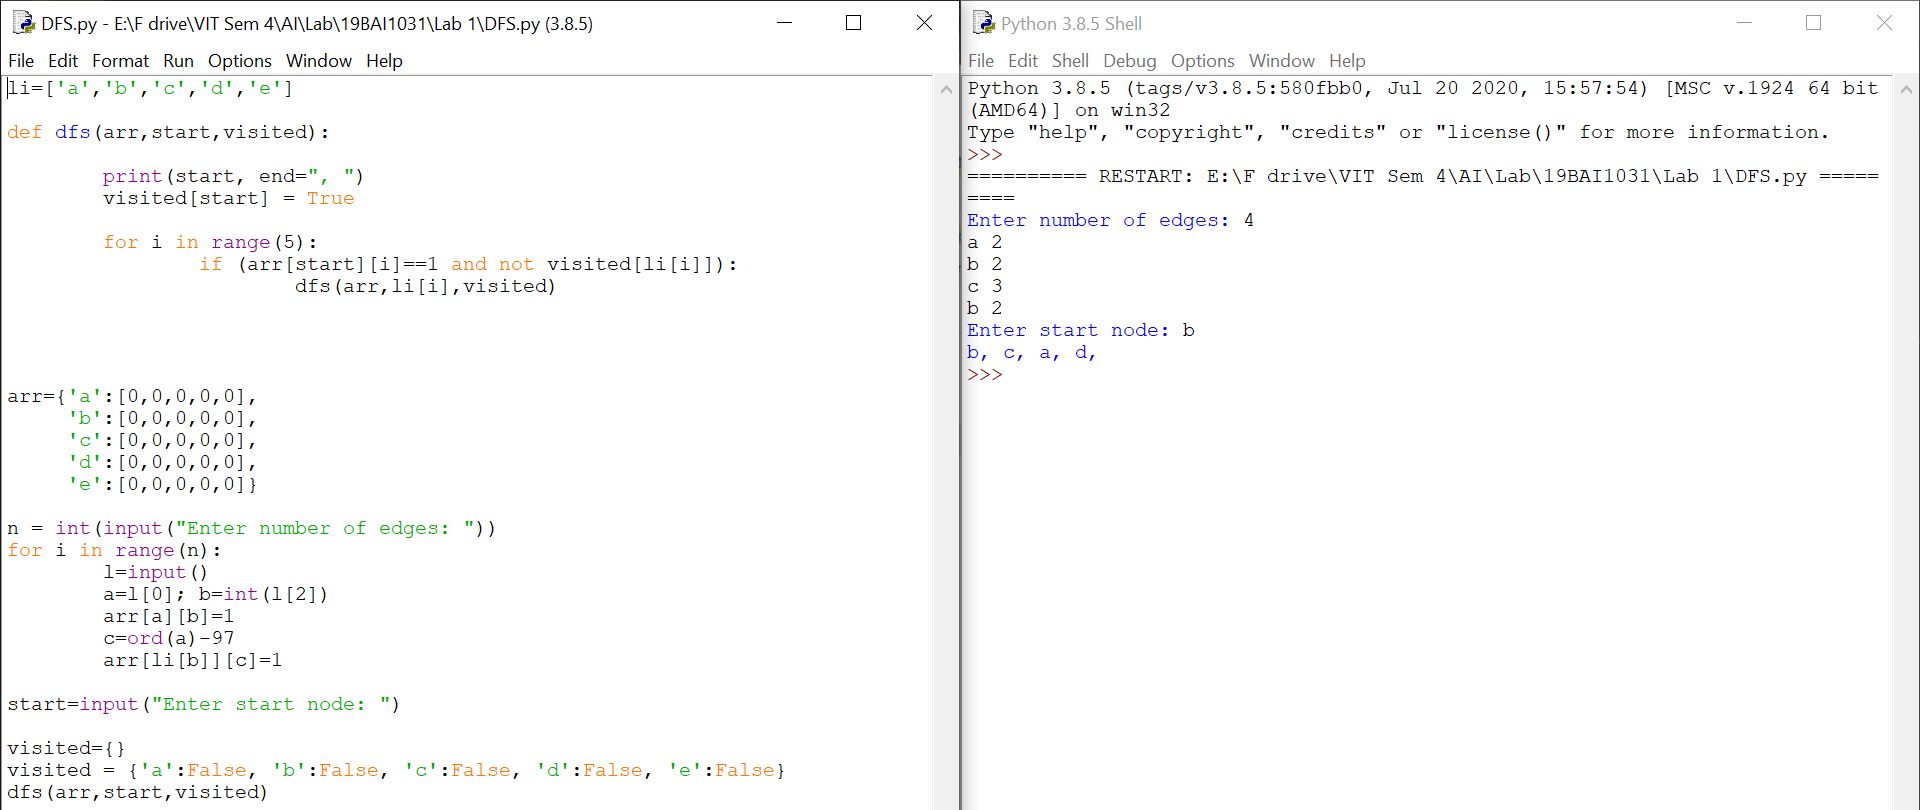 DFS.py - E:\F drive\VIT Sem 4\AI\Lab\19BAI1031\Lab 1\DFS.py (3.8.5)
File Edit Format Run Options Window Help
li=['a','b','c','d','e']
def dfs(arr,start,visited):
print(start, end=", ")
visited[start] = True
for i in range(5):
if (arr[start][i]==1 and not visited[li[i]]):
dfs(arr,li[i],visited)
arr={'a':[0,0,0,0,0],
'b':[0,0,0,0,0],
'c':[0,0,0,0,0],
'd':[0,0,0,0,0],
'e':[0,0,0,0,0]}
n = int(input("Enter number of edges: "))
for i in range(n):
l=input()
a=l[0]; b=int(l[2])
arr[a][b]=1
c=ord(a)-97
arr[li[b]][c]=1
start=input("Enter start node: ")
visited={}
visited = {'a':False, 'b':False, 'c':False, 'd':False, 'e':False}
dfs(arr,start,visited)
Python 3.8.5 Shell
File Edit Shell Debug Options Window Help
Python 3.8.5 (tags/v3.8.5:580fbb0, Jul 20 2020, 15:57:54) [MSC v.1924 64 bit
(AMD64)] on win32
Type "help", "copyright", "credits" or "license()" for more information.
>>>
========== RESTART: E:\F drive\VIT Sem 4\AI\Lab\19BAI1031\Lab 1\DFS.py =====
====
Enter number of edges: 4
a 2
b 2
c 3
b 2
Enter start node: b
b, c, a, d,
>>>